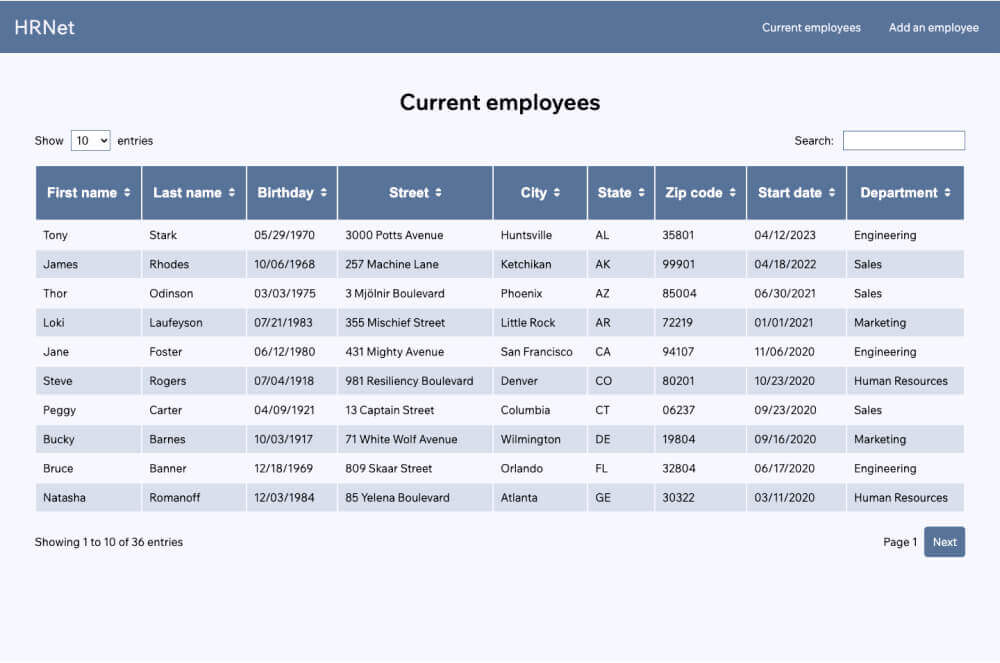 HRNet Current employees Add an employee
Current employees
Show 10 entries Search:
First name Last name Birthday Street City State Zip code Start date Department
Tony Stark 05/29/1970 3000 Potts Avenue Huntsville AL 35801 04/12/2023 Engineering
James Rhodes 10/06/1968 257 Machine Lane Ketchikan AK 99901 04/18/2022 Sales
Thor Odinson 03/03/1975 3 Mjölnir Boulevard Phoenix AZ 85004 06/30/2021 Sales
Loki Laufeyson 07/21/1983 355 Mischief Street Little Rock AR 72219 01/01/2021 Marketing
Jane Foster 06/12/1980 431 Mighty Avenue San Francisco CA 94107 11/06/2020 Engineering
Steve Rogers 07/04/1918 981 Resiliency Boulevard Denver CO 80201 10/23/2020 Human Resources
Peggy Carter 04/09/1921 13 Captain Street Columbia CT 06237 09/23/2020 Sales
Bucky Barnes 10/03/1917 71 White Wolf Avenue Wilmington DE 19804 09/16/2020 Marketing
Bruce Banner 12/18/1969 809 Skaar Street Orlando FL 32804 06/17/2020 Engineering
Natasha Romanoff 12/03/1984 85 Yelena Boulevard Atlanta GE 30322 03/11/2020 Human Resources
Showing 1 to 10 of 36 entries Page 1 Next